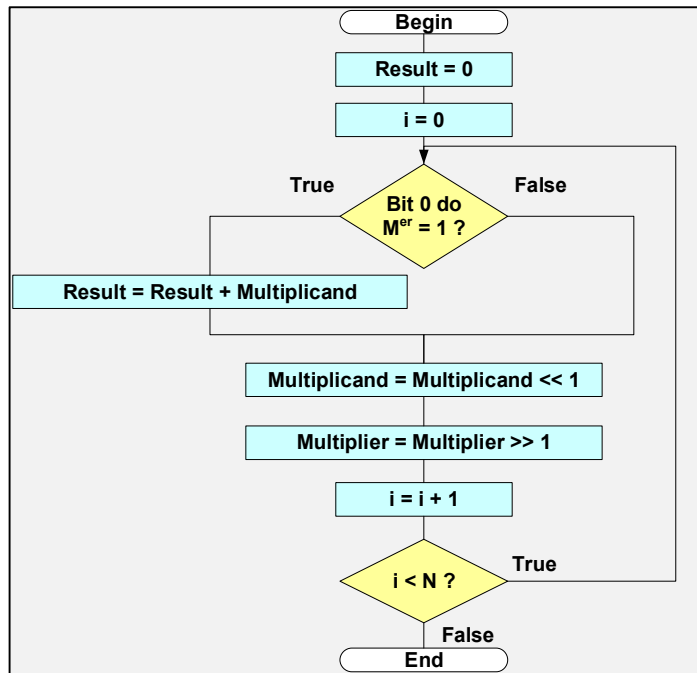 Begin
Result = 0
i = 0
True
False
Bit 0 do
Mᵉʳ = 1 ?
Result = Result + Multiplicand
Multiplicand = Multiplicand << 1
Multiplier = Multiplier >> 1
i = i + 1
i < N ?
True
False
End